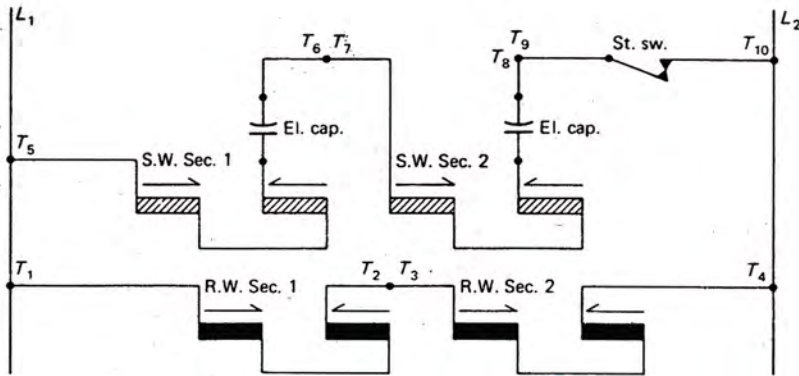 L1 L2
T6 T7 T9 St. sw. T10
T8
El. cap. El. cap.
T5 S.W. Sec. 1 S.W. Sec. 2
T1 R.W. Sec. 1 T2 T3 R.W. Sec. 2 T4